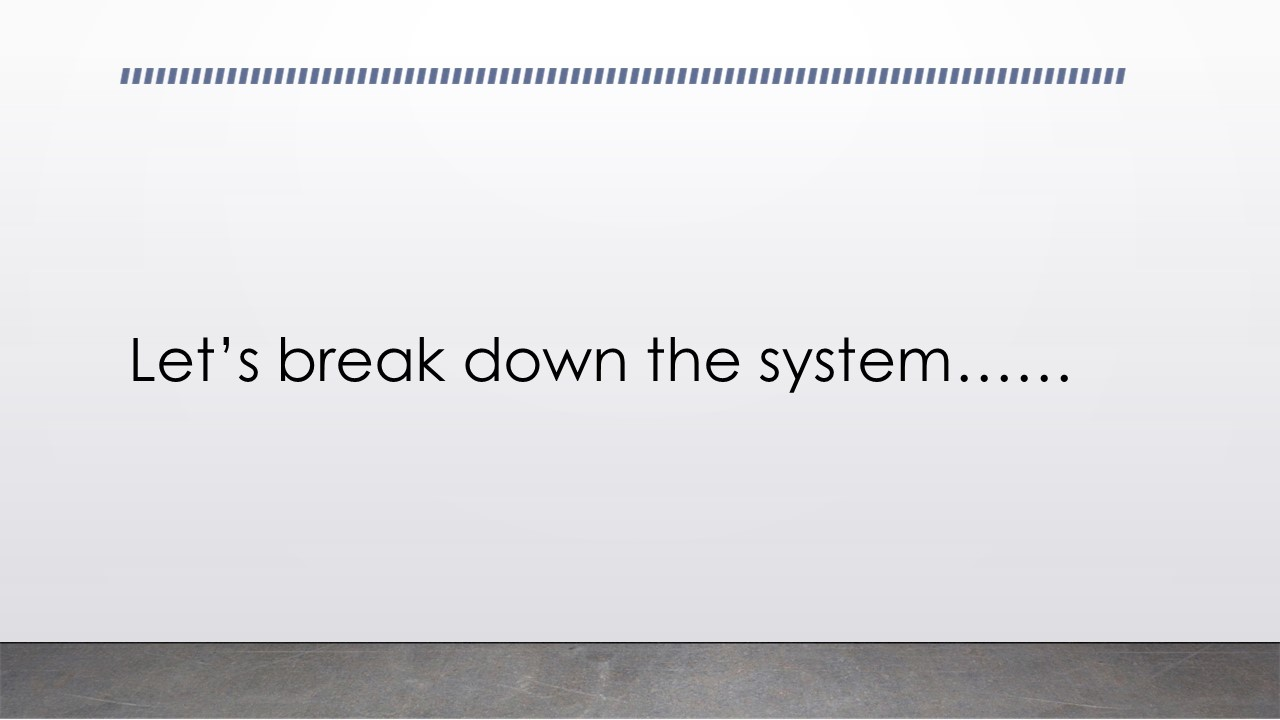 Let’s break down the system……